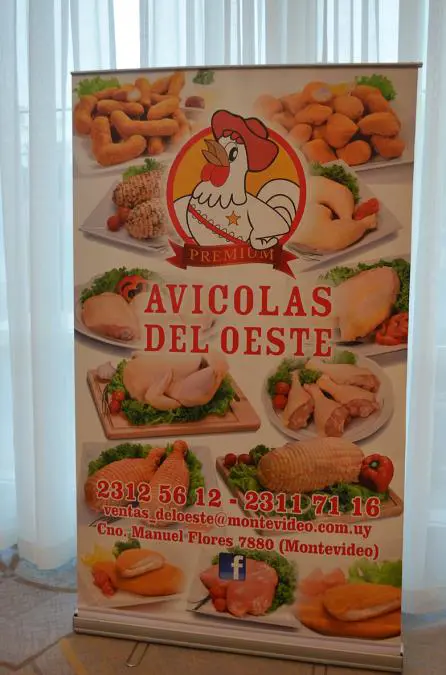 PREMIUM
AVICOLAS
DEL OESTE
2312 56 12 - 2311 71 16
ventas_deloeste@montevideo.com.uy
Cno. Manuel Flores 7880 (Montevideo)
f